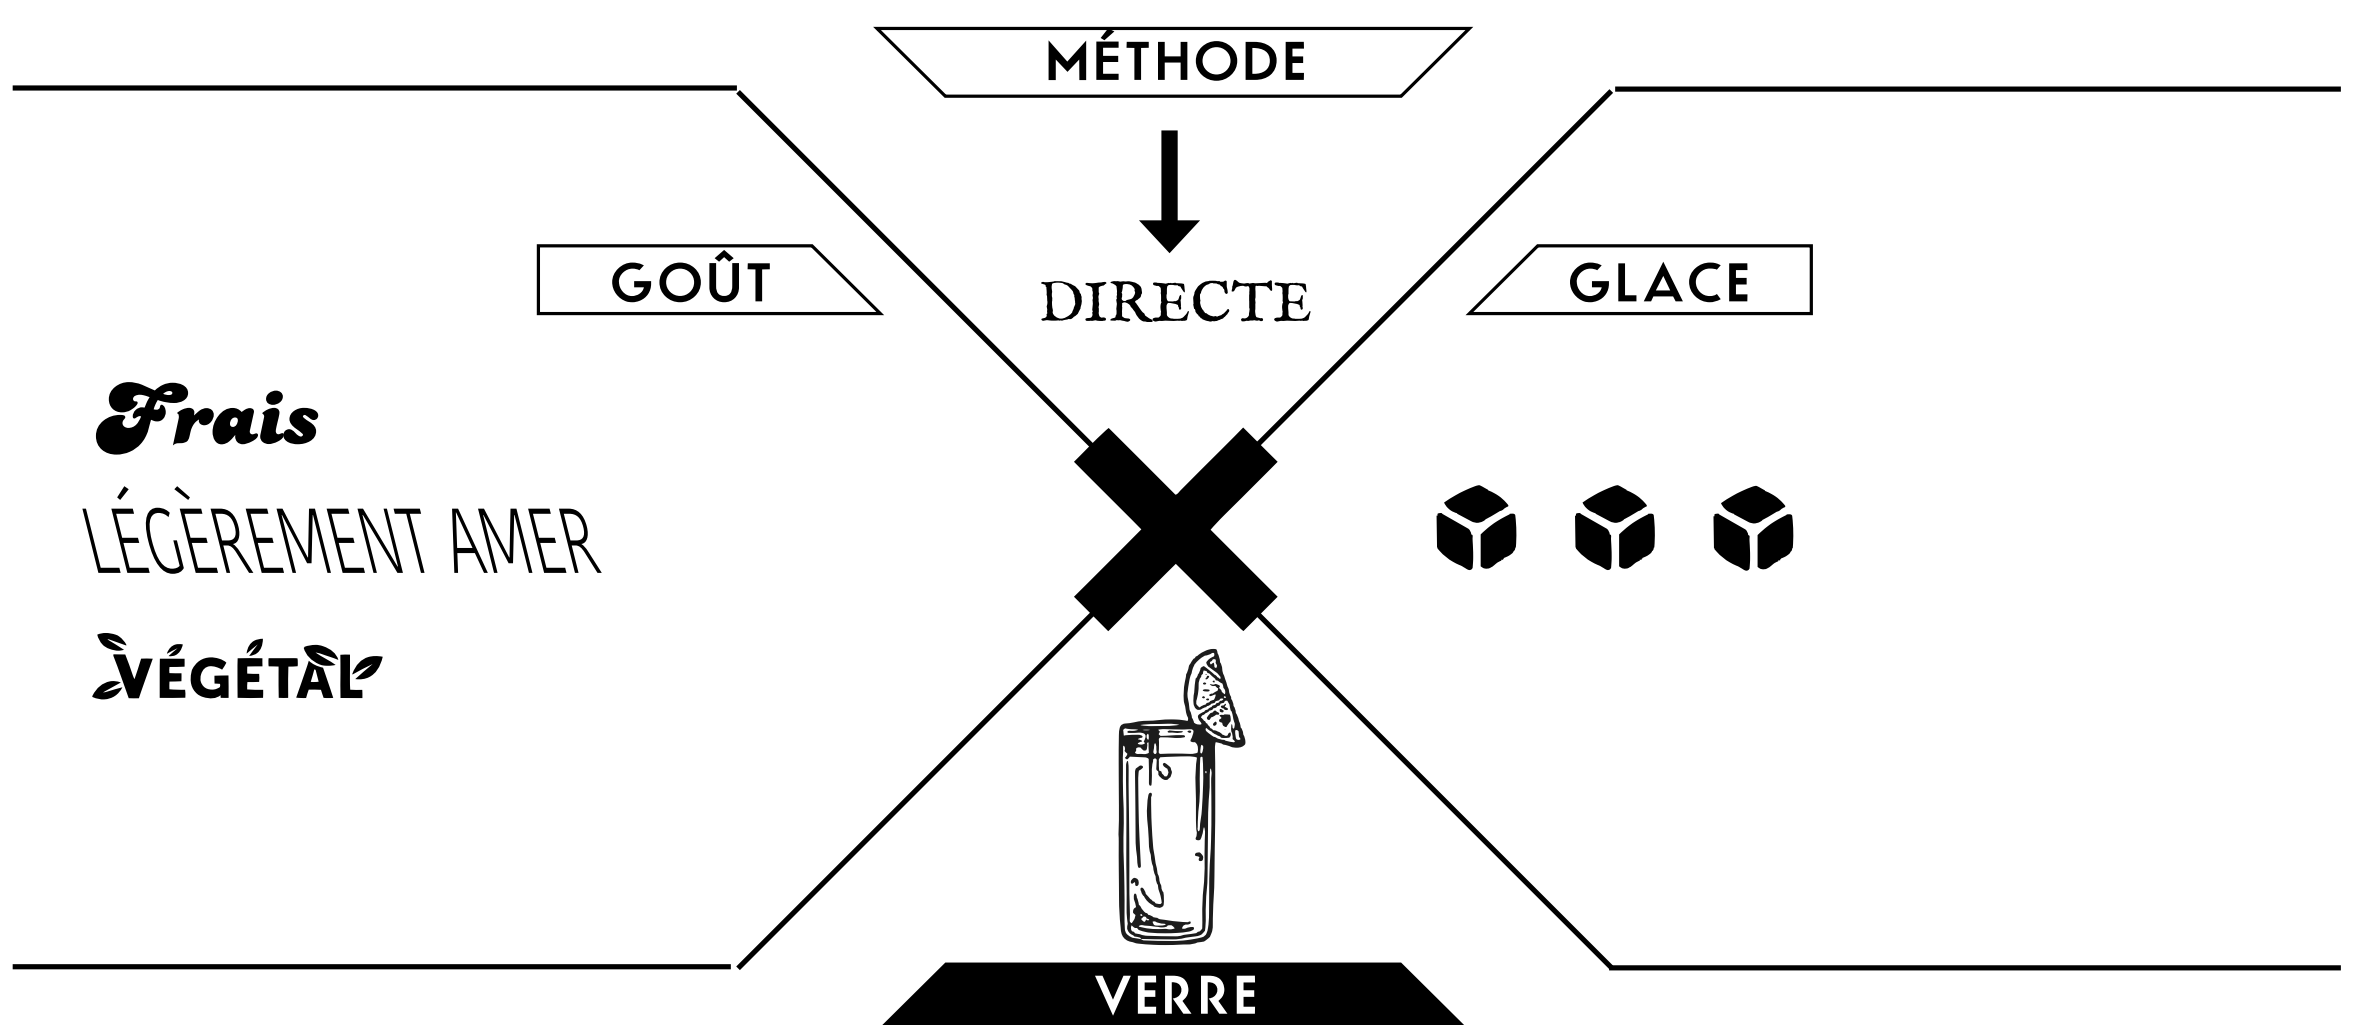 MÉTHODE
DIRECTE
GOÛT
GLACE
Frais
LÉGÈREMENT AMER
VÉGÉTAL
VERRE